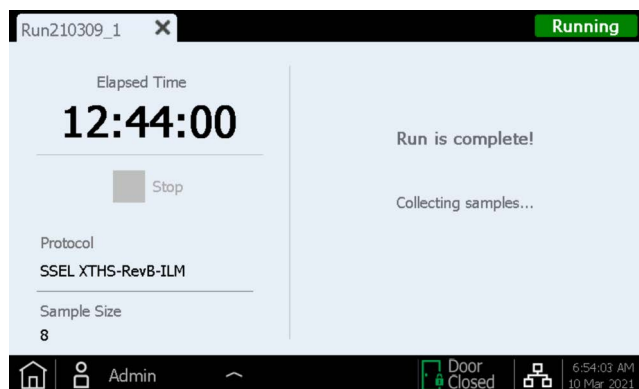 Run210309_1
Running
Elapsed Time
12:44:00
Stop
Protocol
SSEL XTHS-RevB-ILM
Sample Size
8
Run is complete!
Collecting samples...
Admin
Door
Closed
6:54:03 AM
10 Mar 2021